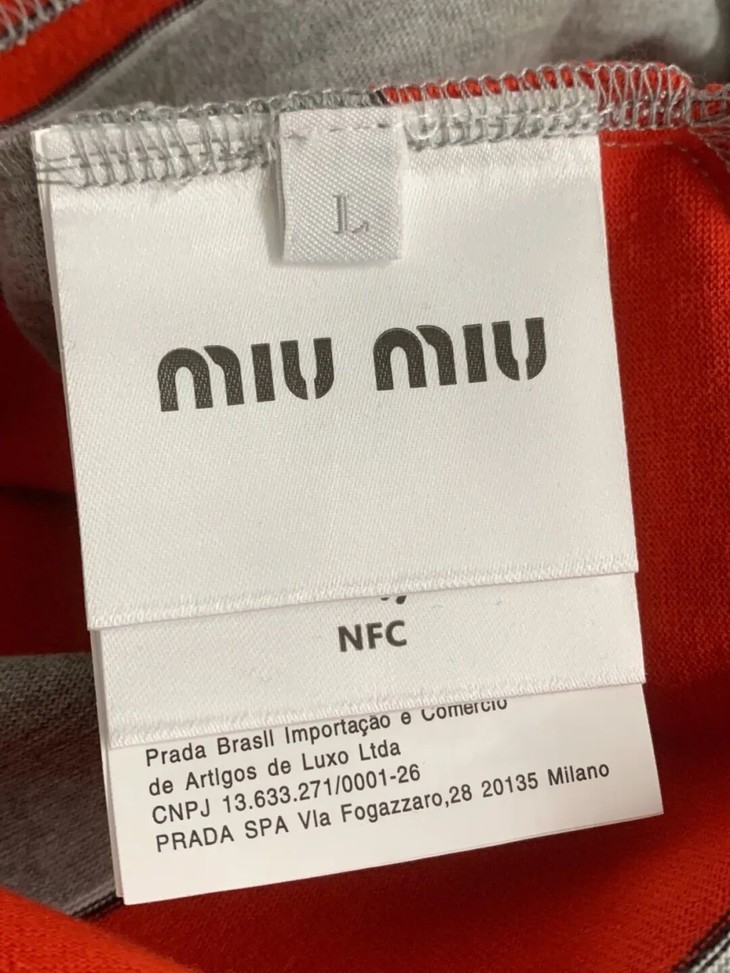 L
miu miu
NFC
Prada Brasil Importação e Comercio
de Artigos de Luxo Ltda
CNPJ 13.633.271/0001-26
PRADA SPA VIa Fogazzaro,28 20135 Milano